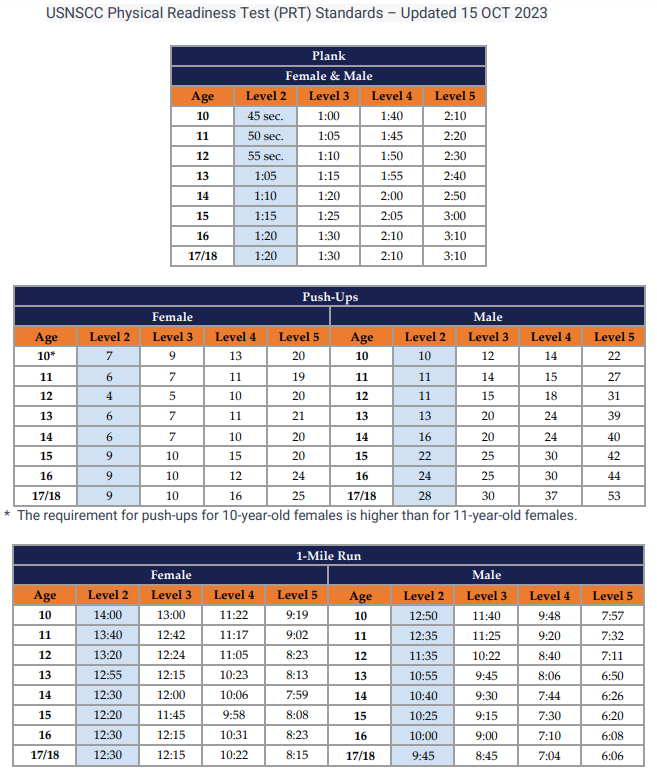 USNSCC Physical Readiness Test (PRT) Standards – Updated 15 OCT 2023
Plank
Female & Male
Age Level 2 Level 3 Level 4 Level 5
10 45 sec. 1:00 1:40 2:10
11 50 sec. 1:05 1:45 2:20
12 55 sec. 1:10 1:50 2:30
13 1:05 1:15 1:55 2:40
14 1:10 1:20 2:00 2:50
15 1:15 1:25 2:05 3:00
16 1:20 1:30 2:10 3:10
17/18 1:20 1:30 2:10 3:10
Push-Ups
Female Male
Age Level 2 Level 3 Level 4 Level 5 Age Level 2 Level 3 Level 4 Level 5
10* 7 9 13 20 10 10 12 14 22
11 6 7 11 19 11 11 14 15 27
12 4 5 10 20 12 11 15 18 31
13 6 7 11 21 13 13 20 24 39
14 6 7 10 20 14 16 20 24 40
15 9 10 15 20 15 22 25 30 42
16 9 10 12 24 16 24 25 30 44
17/18 9 10 16 25 17/18 28 30 37 53
* The requirement for push-ups for 10-year-old females is higher than for 11-year-old females.
1-Mile Run
Female Male
Age Level 2 Level 3 Level 4 Level 5 Age Level 2 Level 3 Level 4 Level 5
10 14:00 13:00 11:22 9:19 10 12:50 11:40 9:48 7:57
11 13:40 12:42 11:17 9:02 11 12:35 11:25 9:20 7:32
12 13:20 12:24 11:05 8:23 12 11:35 10:22 8:40 7:11
13 12:55 12:15 10:23 8:13 13 10:55 9:45 8:06 6:50
14 12:30 12:00 10:06 7:59 14 10:40 9:30 7:44 6:26
15 12:20 11:45 9:58 8:08 15 10:25 9:15 7:30 6:20
16 12:30 12:15 10:31 8:23 16 10:00 9:00 7:10 6:08
17/18 12:30 12:15 10:22 8:15 17/18 9:45 8:45 7:04 6:06